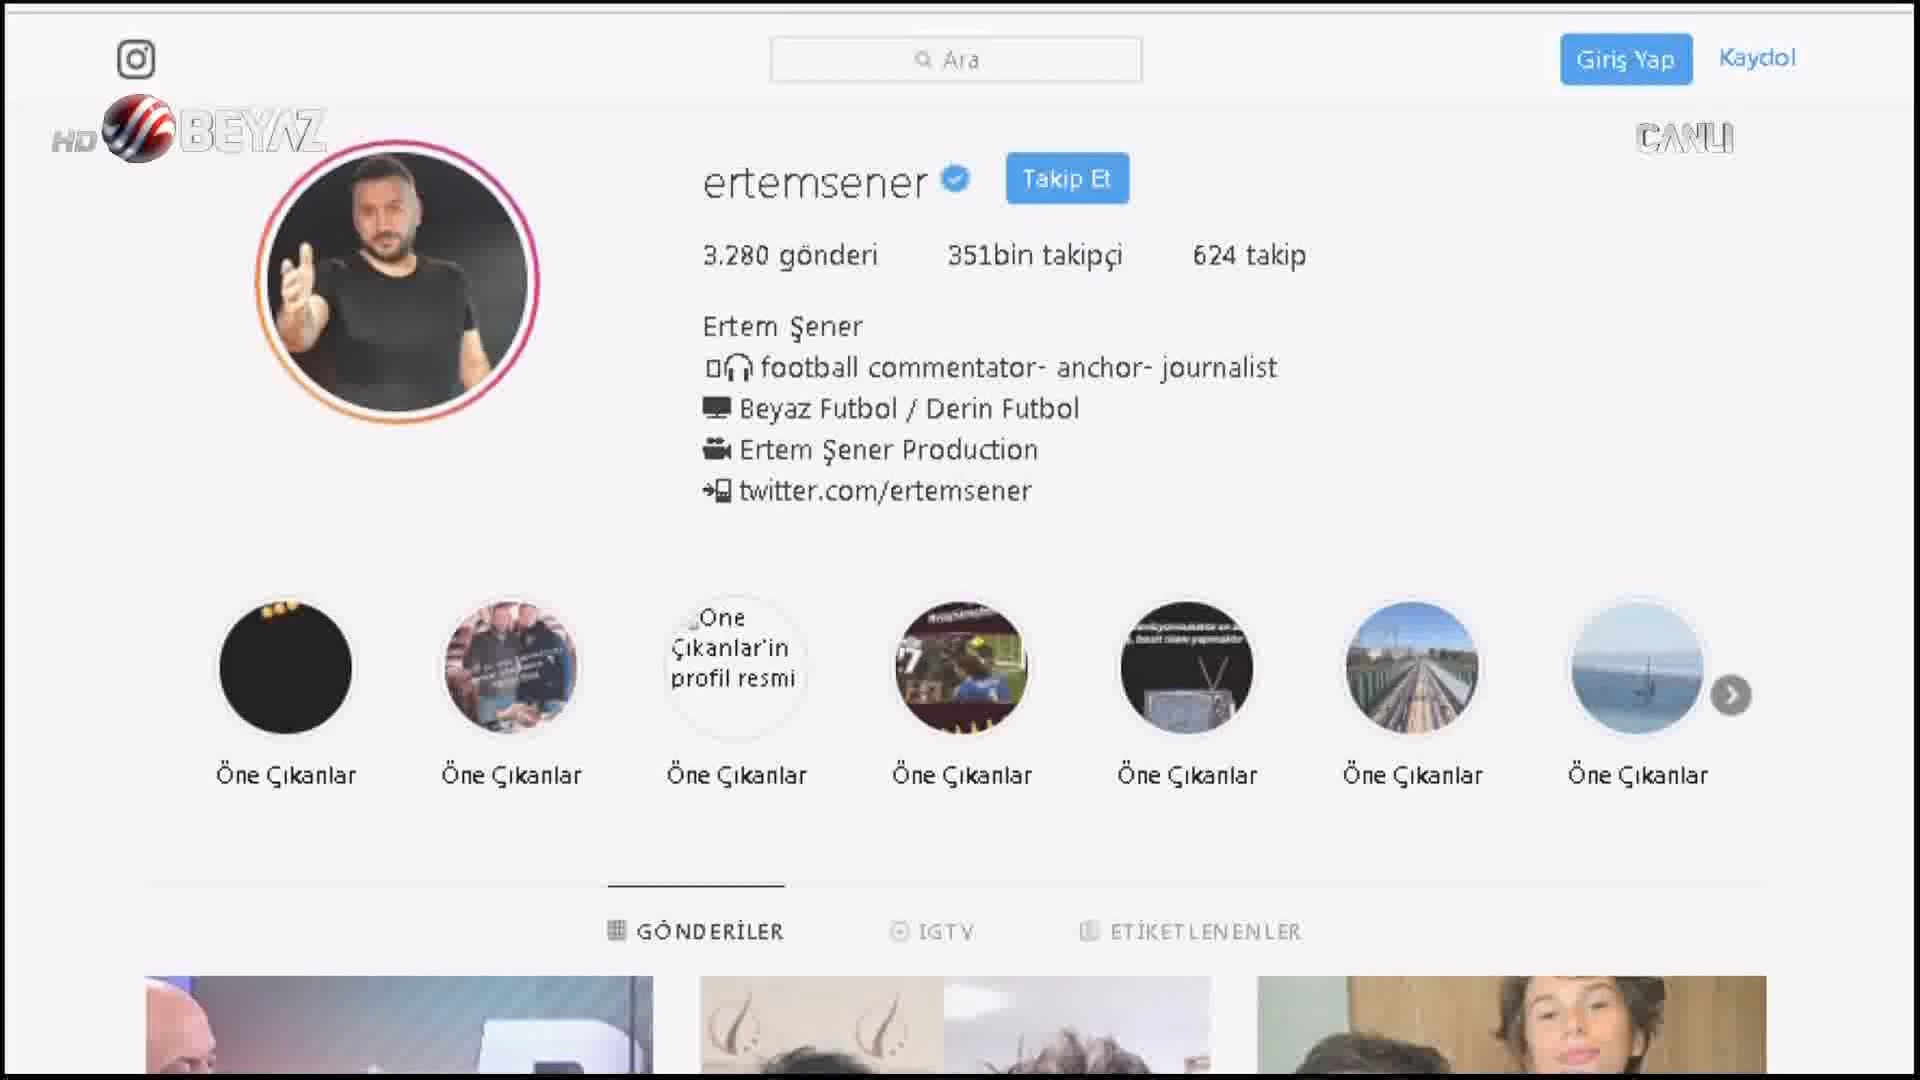 Ara
Giriş Yap
Kaydol
HD BEYAZ
CANLI
ertemsener
Takip Et
3.280 gönderi
351bin takipçi
624 takip
Ertem Şener
football commentator- anchor- journalist
Beyaz Futbol / Derin Futbol
Ertem Şener Production
twitter.com/ertemsener
Öne
Çıkanlar'in
profil resmi
Öne Çıkanlar
Öne Çıkanlar
Öne Çıkanlar
Öne Çıkanlar
Öne Çıkanlar
Öne Çıkanlar
Öne Çıkanlar
GÖNDERİLER
IGTV
ETİKETLENENLER